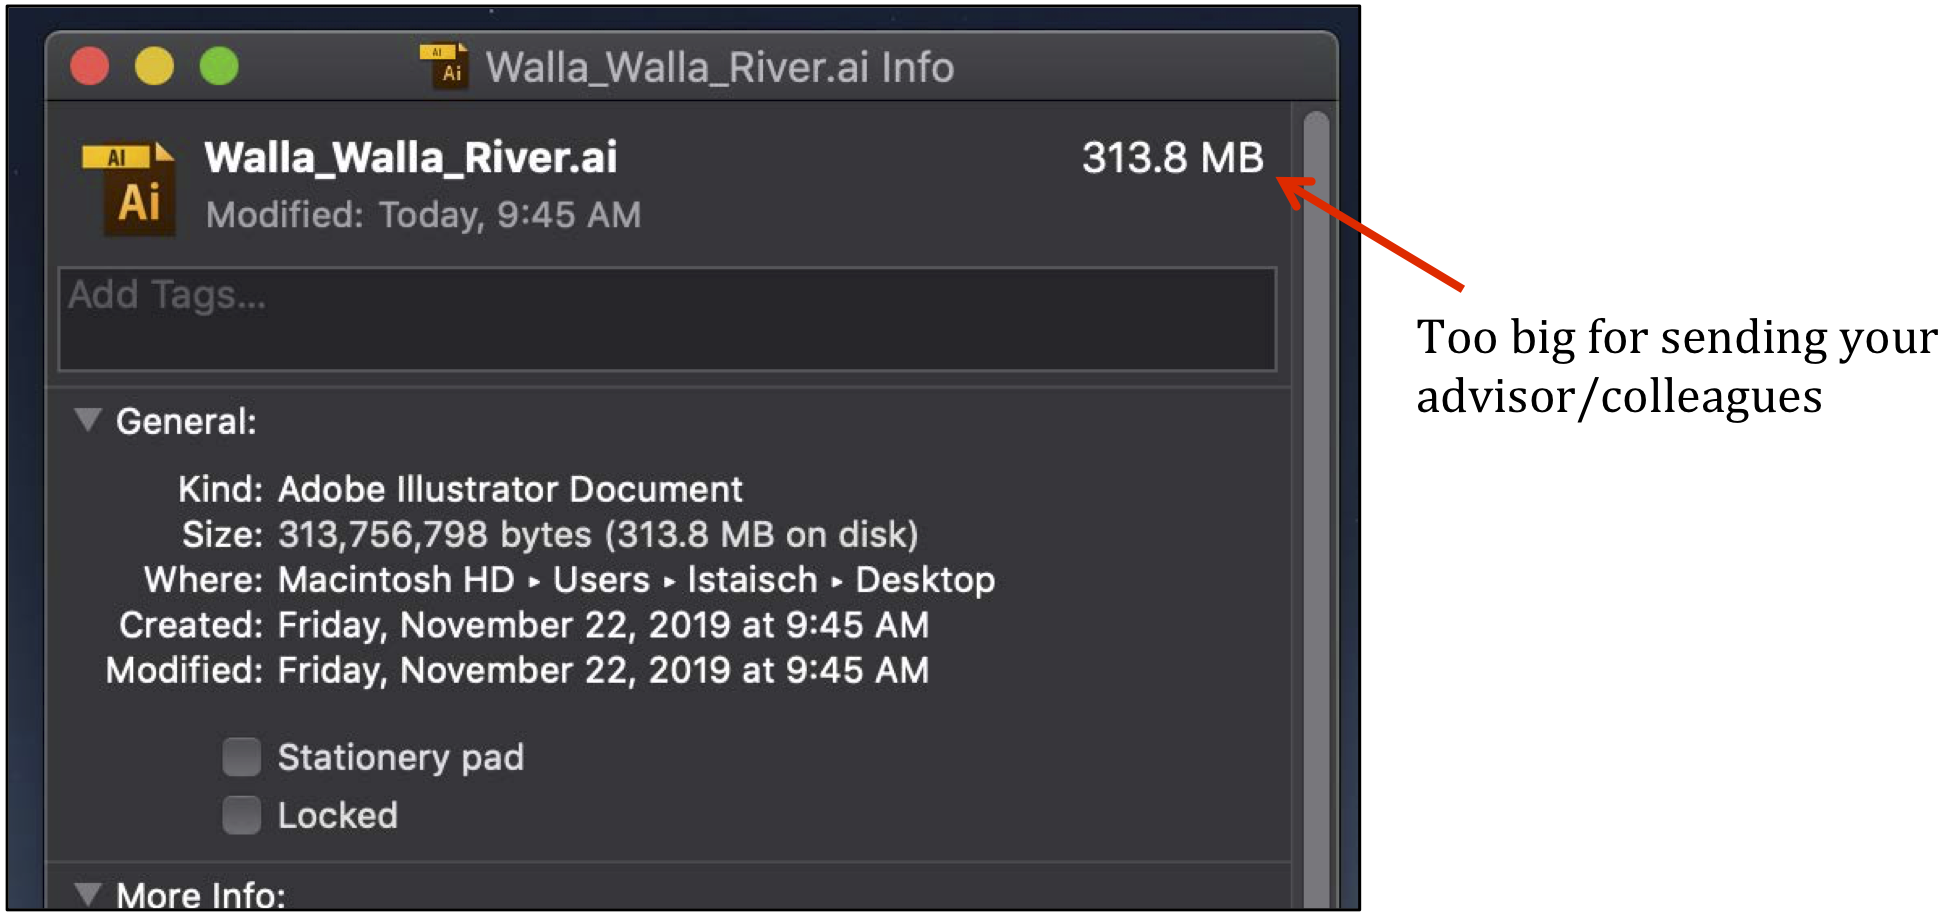 AI
Ai
Walla_Walla_River.ai Info
AI
Ai
Walla_Walla_River.ai
313.8 MB
Modified: Today, 9:45 AM
Add Tags...
Too big for sending your
advisor/colleagues
General:
Kind: Adobe Illustrator Document
Size: 313,756,798 bytes (313.8 MB on disk)
Where: Macintosh HD ▸ Users ▸ lstaisch ▸ Desktop
Created: Friday, November 22, 2019 at 9:45 AM
Modified: Friday, November 22, 2019 at 9:45 AM
Stationery pad
Locked
More Info: